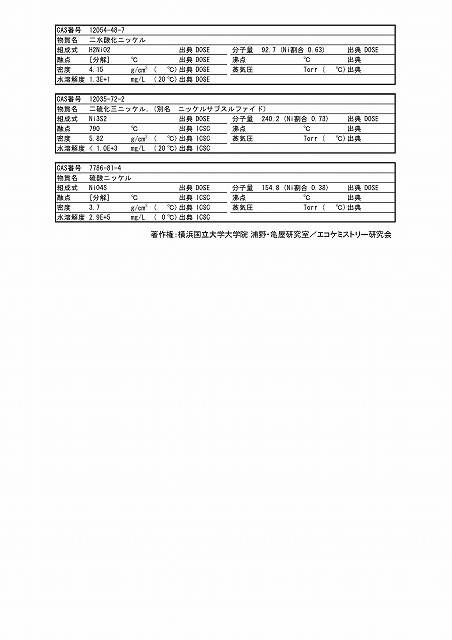 CAS番号 12054-48-7
物質名 二水酸化ニッケル
組成式 H2NiO2 出典 DOSE 分子量 92.7 (Ni割合 0.63) 出典 DOSE
融点 [分解] ℃ 出典 DOSE 沸点 ℃ 出典
密度 4.15 g/cm³ ( ℃) 出典 DOSE 蒸気圧 Torr ( ℃) 出典
水溶解度 1.3E+1 mg/L (20℃) 出典 DOSE
CAS番号 12035-72-2
物質名 二硫化三ニッケル, (別名 ニッケルサブスルファイド)
組成式 Ni3S2 出典 DOSE 分子量 240.2 (Ni割合 0.73) 出典 DOSE
融点 790 ℃ 出典 ICSC 沸点 ℃ 出典
密度 5.82 g/cm³ ( ℃) 出典 ICSC 蒸気圧 Torr ( ℃) 出典
水溶解度 < 1.0E+3 mg/L (20℃) 出典 ICSC
CAS番号 7786-81-4
物質名 硫酸ニッケル
組成式 NiO4S 出典 DOSE 分子量 154.8 (Ni割合 0.38) 出典 DOSE
融点 [分解] ℃ 出典 ICSC 沸点 ℃ 出典
密度 3.7 g/cm³ ( ℃) 出典 ICSC 蒸気圧 Torr ( ℃) 出典
水溶解度 2.9E+5 mg/L ( 0℃) 出典 ICSC
著作権:横浜国立大学大学院 浦野・亀屋研究室/エコケミストリー研究会